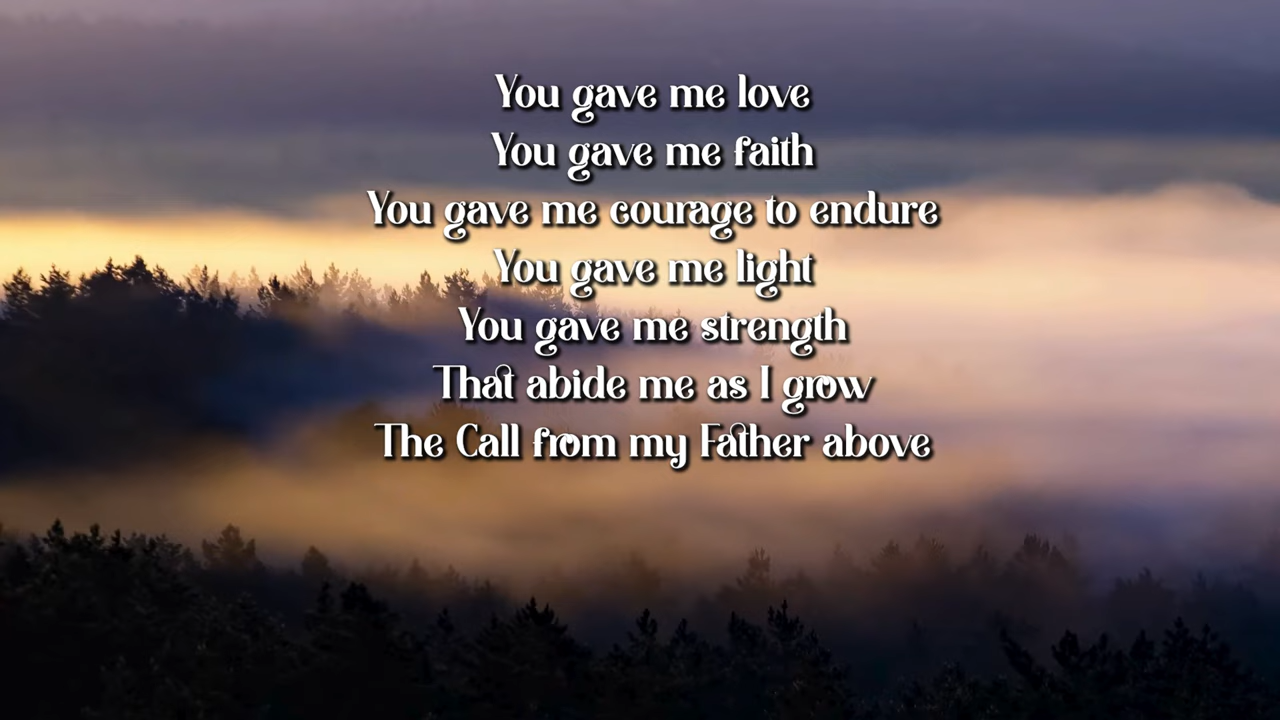 You gave me love
You gave me faith
You gave me courage to endure
You gave me light
You gave me strength
That abide me as I grow
The Call from my Father above